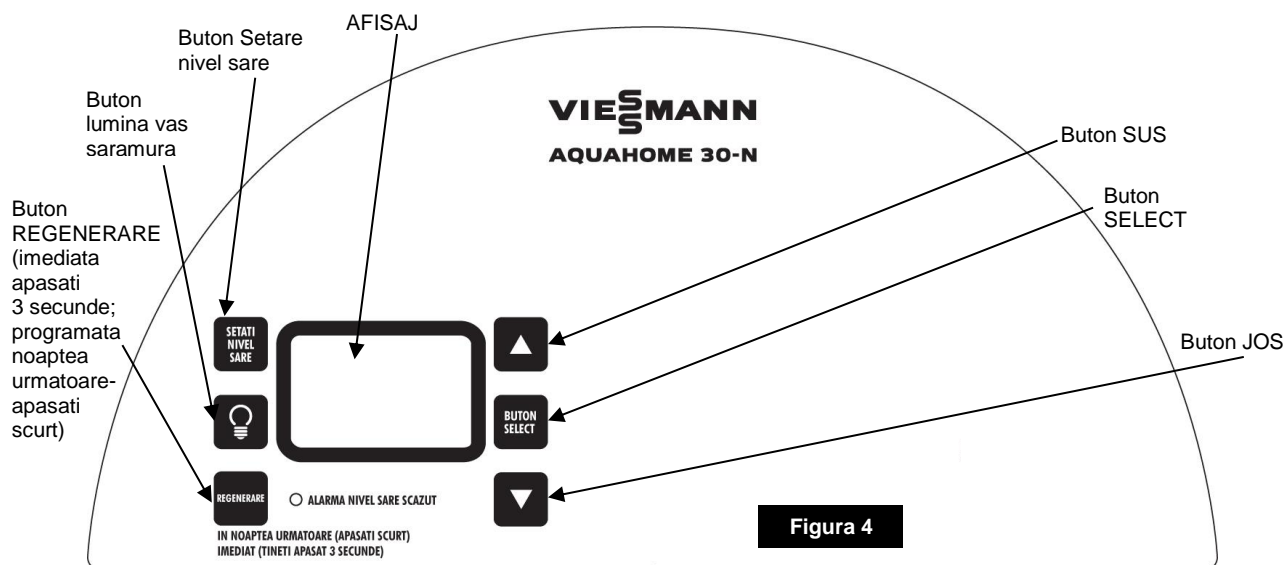 AFISAJ
Buton Setare
nivel sare
Buton
lumina vas
saramura
Buton
REGENERARE
(imediata
apasati
3 secunde;
programata
noaptea
urmatoare-
apasati
scurt)
VIESSMANN
AQUAHOME 30-N
Buton SUS
Buton
SELECT
Buton JOS
SETATI
NIVEL
SARE
BUTON
SELECT
REGENERARE
ALARMA NIVEL SARE SCAZUT
IN NOAPTEA URMATOARE (APASATI SCURT)
IMEDIAT (TINETI APASAT 3 SECUNDE)
Figura 4